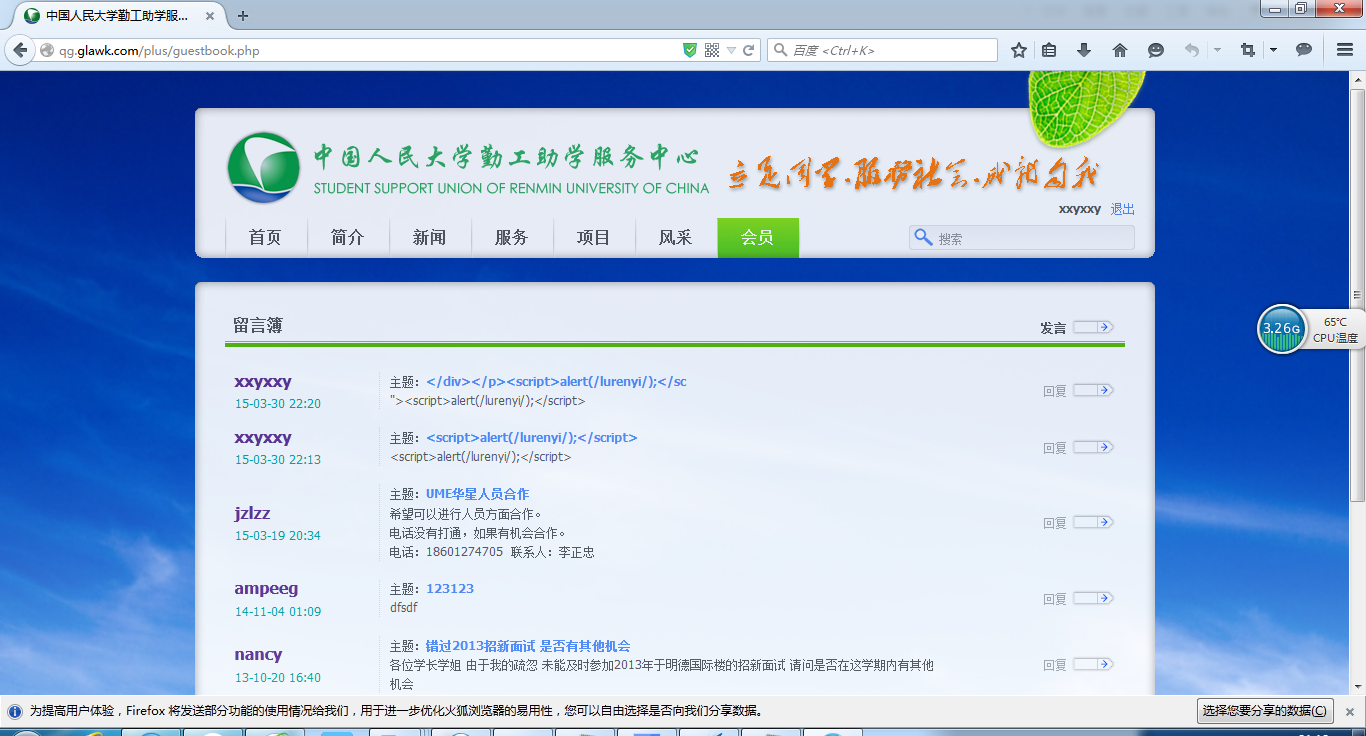 中国人民大学勤工助学服...
qg.glawk.com/plus/guestbook.php
百度 <Ctrl+K>
中国人民大学勤工助学服务中心
STUDENT SUPPORT UNION OF RENMIN UNIVERSITY OF CHINA
xxyxxy 退出
首页 简介 新闻 服务 项目 风采 会员 搜索
留言簿 发言
3.26G
65℃
CPU温度
xxyxxy
15-03-30 22:20
主题：</div></p><script>alert(/lurenyi/);</sc
"><script>alert(/lurenyi/);</script>
回复
xxyxxy
15-03-30 22:13
主题：<script>alert(/lurenyi/);</script>
<script>alert(/lurenyi/);</script>
回复
jzlzz
15-03-19 20:34
主题：UME华星人员合作
希望可以进行人员方面合作。
电话没有打通，如果有机会合作。
电话：18601274705 联系人：李正忠
回复
ampeeg
14-11-04 01:09
主题：123123
dfsdf
回复
nancy
13-10-20 16:40
主题：错过2013招新面试 是否有其他机会
各位学长学姐 由于我的疏忽 未能及时参加2013年于明德国际楼的招新面试 请问是否在这学期内有其他
机会
回复
为提高用户体验，Firefox 将发送部分功能的使用情况给我们，用于进一步优化火狐浏览器的易用性，您可以自由选择是否向我们分享数据。
选择您要分享的数据(C)